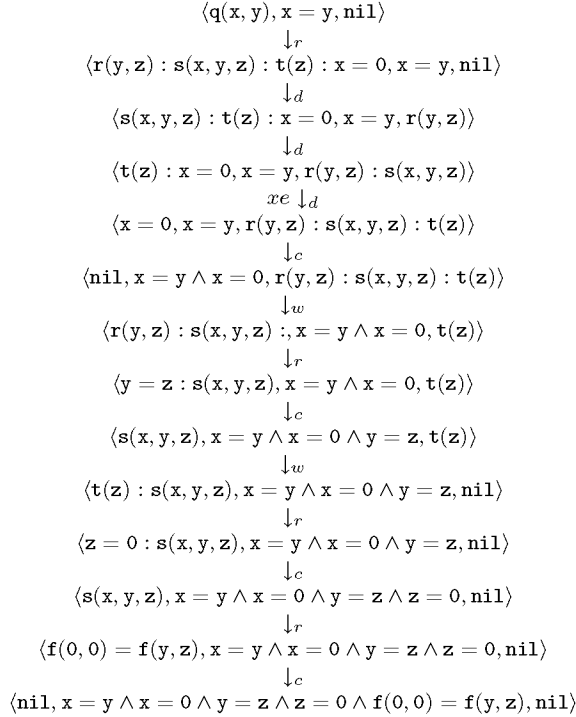 ⟨q(x, y), x = y, nil⟩
↓r
⟨r(y, z) : s(x, y, z) : t(z) : x = 0, x = y, nil⟩
↓d
⟨s(x, y, z) : t(z) : x = 0, x = y, r(y, z)⟩
↓d
⟨t(z) : x = 0, x = y, r(y, z) : s(x, y, z)⟩
xe ↓d
⟨x = 0, x = y, r(y, z) : s(x, y, z) : t(z)⟩
↓c
⟨nil, x = y ∧ x = 0, r(y, z) : s(x, y, z) : t(z)⟩
↓w
⟨r(y, z) : s(x, y, z) :, x = y ∧ x = 0, t(z)⟩
↓r
⟨y = z : s(x, y, z), x = y ∧ x = 0, t(z)⟩
↓c
⟨s(x, y, z), x = y ∧ x = 0 ∧ y = z, t(z)⟩
↓w
⟨t(z) : s(x, y, z), x = y ∧ x = 0 ∧ y = z, nil⟩
↓r
⟨z = 0 : s(x, y, z), x = y ∧ x = 0 ∧ y = z, nil⟩
↓c
⟨s(x, y, z), x = y ∧ x = 0 ∧ y = z ∧ z = 0, nil⟩
↓r
⟨f(0, 0) = f(y, z), x = y ∧ x = 0 ∧ y = z ∧ z = 0, nil⟩
↓c
⟨nil, x = y ∧ x = 0 ∧ y = z ∧ z = 0 ∧ f(0, 0) = f(y, z), nil⟩